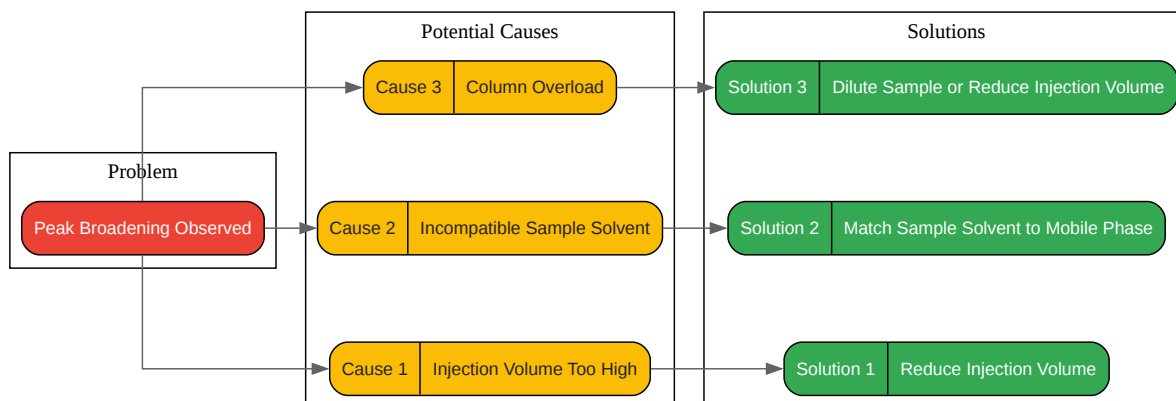 Potential Causes
Solutions
Cause 3 Column Overload
Solution 3 Dilute Sample or Reduce Injection Volume
Problem
Peak Broadening Observed
Cause 2 Incompatible Sample Solvent
Solution 2 Match Sample Solvent to Mobile Phase
Cause 1 Injection Volume Too High
Solution 1 Reduce Injection Volume